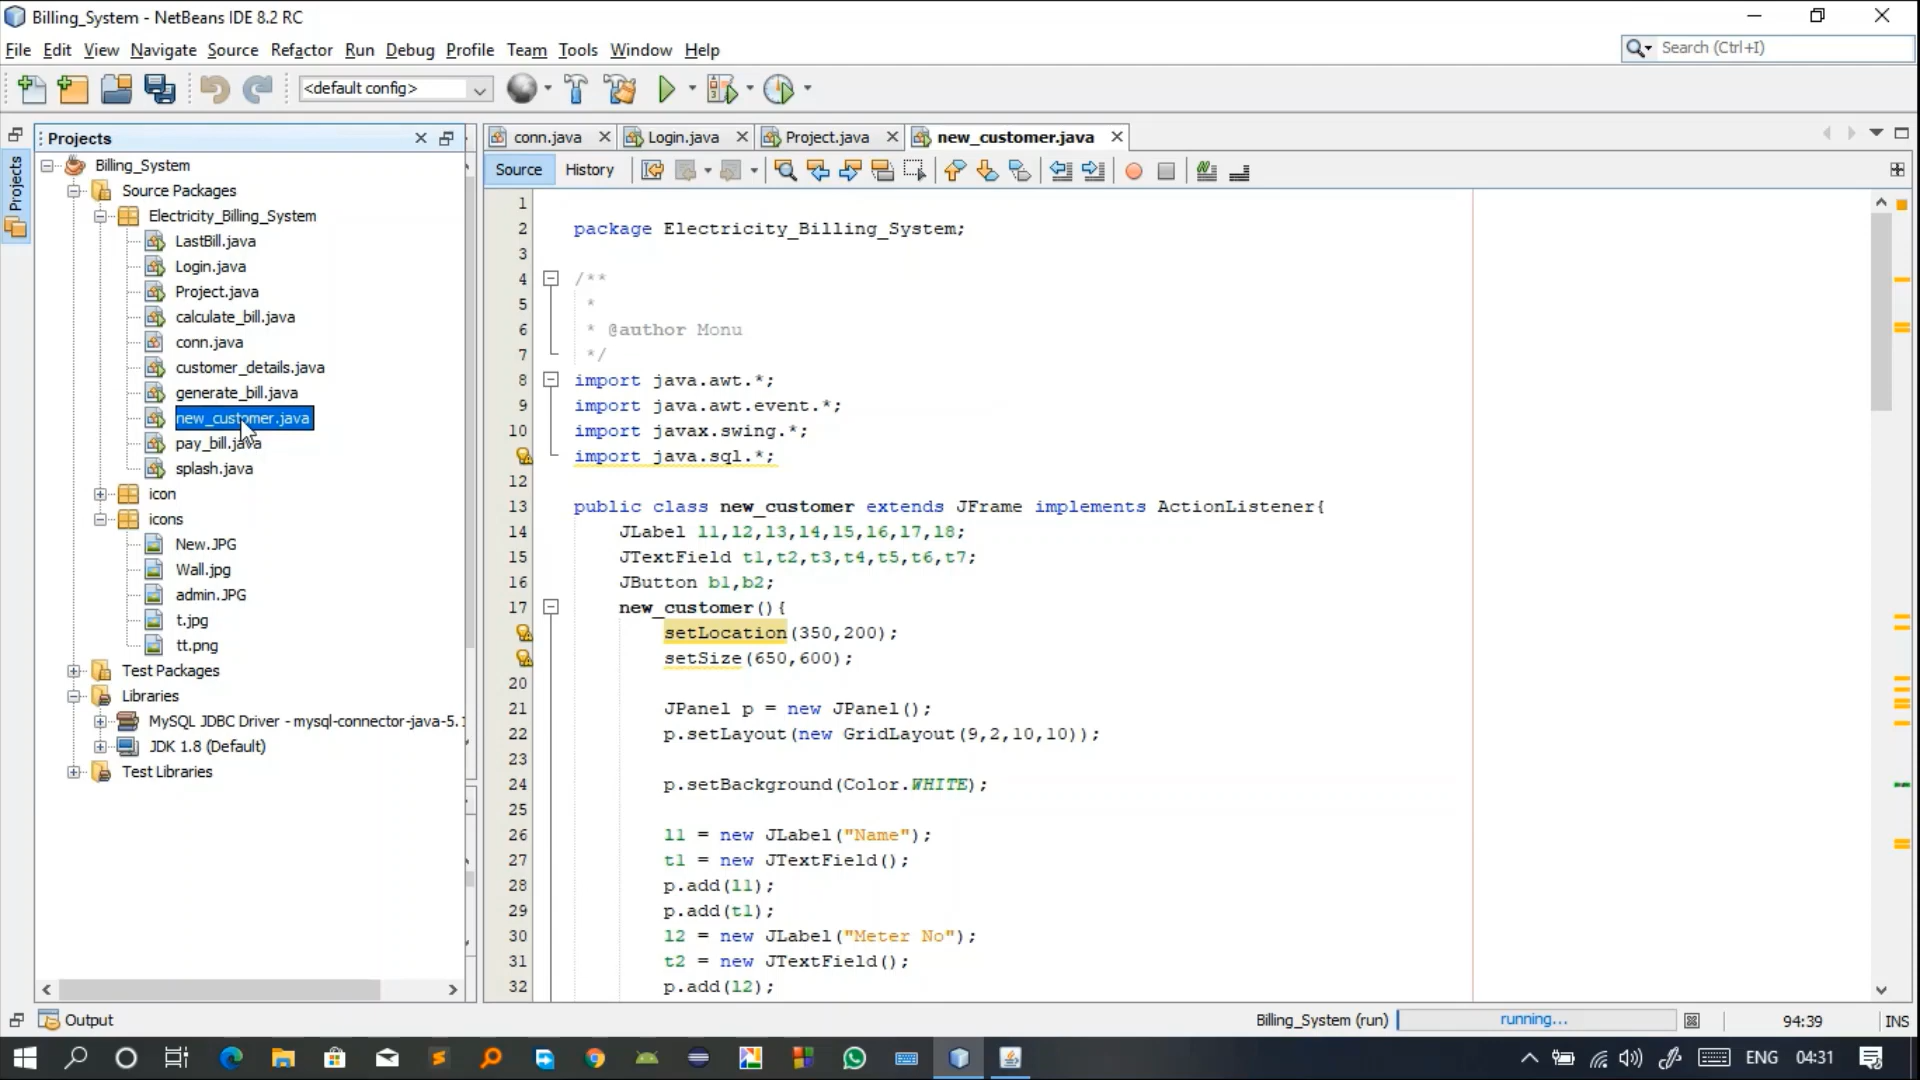 Billing_System - NetBeans IDE 8.2 RC
File Edit View Navigate Source Refactor Run Debug Profile Team Tools Window Help
Search (Ctrl+I)
<default config>
Projects
Projects
Billing_System
Source Packages
Electricity_Billing_System
LastBill.java
Login.java
Project.java
calculate_bill.java
conn.java
customer_details.java
generate_bill.java
new_customer.java
pay_bill.java
splash.java
icon
icons
New.JPG
Wall.jpg
admin.JPG
t.jpg
tt.png
Test Packages
Libraries
MySQL JDBC Driver - mysql-connector-java-5.1
JDK 1.8 (Default)
Test Libraries
conn.java Login.java Project.java new_customer.java
Source History
1
2 package Electricity_Billing_System;
3
4 /**
5 *
6 * @author Monu
7 */
8 import java.awt.*;
9 import java.awt.event.*;
10 import javax.swing.*;
import java.sql.*;
12
13 public class new_customer extends JFrame implements ActionListener{
14 JLabel l1,l2,l3,l4,l5,l6,l7,l8;
15 JTextField t1,t2,t3,t4,t5,t6,t7;
16 JButton b1,b2;
17 new_customer(){
setLocation(350,200);
setSize(650,600);
20
21 JPanel p = new JPanel();
22 p.setLayout(new GridLayout(9,2,10,10));
23
24 p.setBackground(Color.WHITE);
25
26 l1 = new JLabel("Name");
27 t1 = new JTextField();
28 p.add(l1);
29 p.add(t1);
30 l2 = new JLabel("Meter No");
31 t2 = new JTextField();
32 p.add(l2);
Output
Billing_System (run) running... 94:39 INS
ENG 04:31